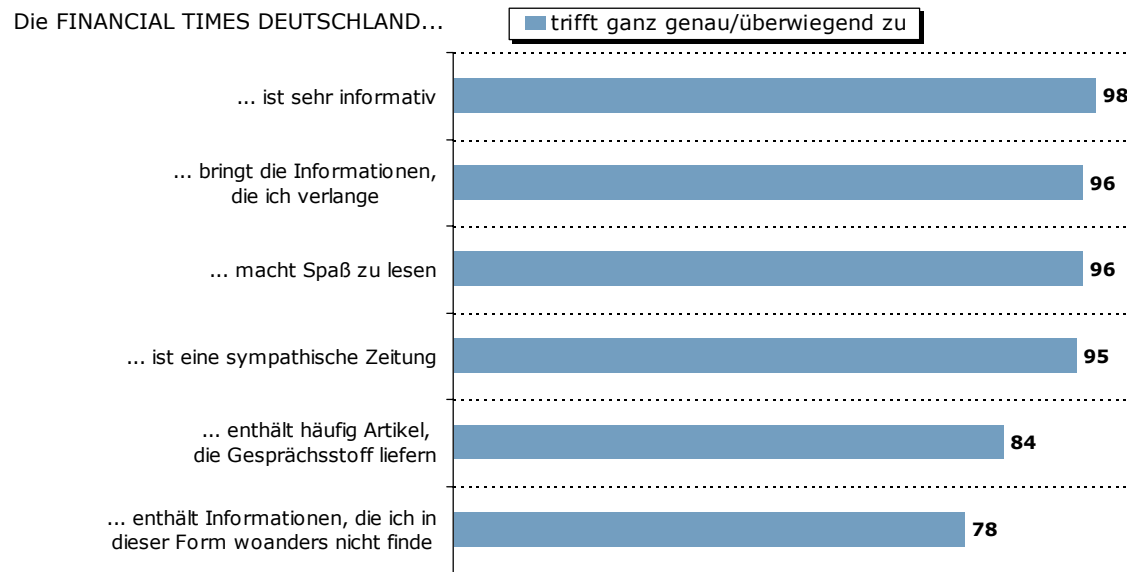 Die FINANCIAL TIMES DEUTSCHLAND...
trifft ganz genau/überwiegend zu
... ist sehr informativ
98
... bringt die Informationen,
die ich verlange
96
... macht Spaß zu lesen
96
... ist eine sympathische Zeitung
95
... enthält häufig Artikel,
die Gesprächsstoff liefern
84
... enthält Informationen, die ich in
dieser Form woanders nicht finde
78